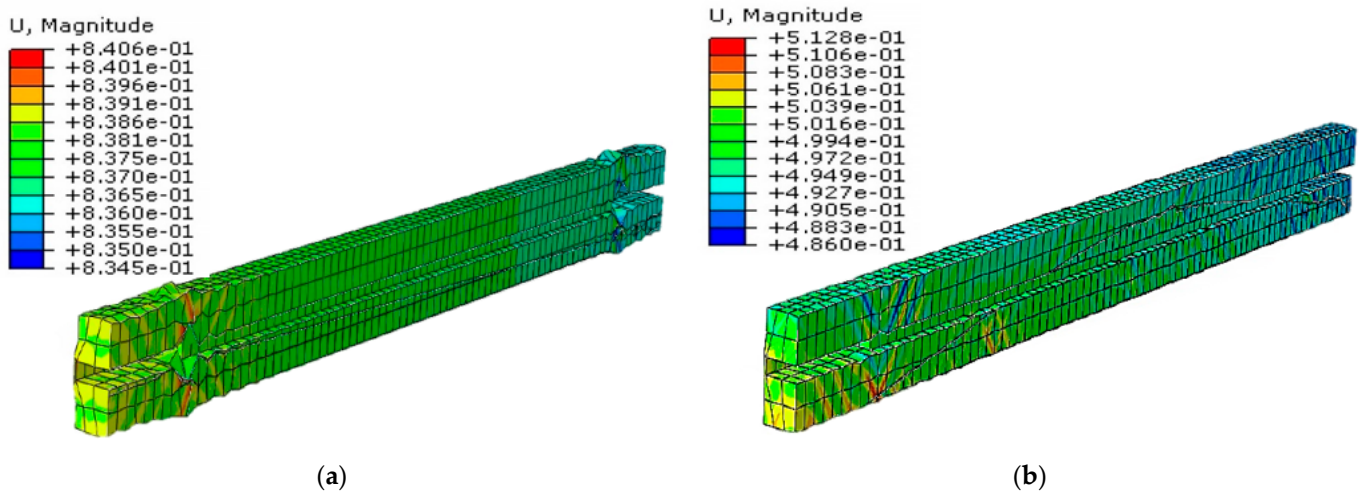 U, Magnitude
+8.406e-01
+8.401e-01
+8.396e-01
+8.391e-01
+8.386e-01
+8.381e-01
+8.375e-01
+8.370e-01
+8.365e-01
+8.360e-01
+8.355e-01
+8.350e-01
+8.345e-01
(a)
U, Magnitude
+5.128e-01
+5.106e-01
+5.083e-01
+5.061e-01
+5.039e-01
+5.016e-01
+4.994e-01
+4.972e-01
+4.949e-01
+4.927e-01
+4.905e-01
+4.883e-01
+4.860e-01
(b)